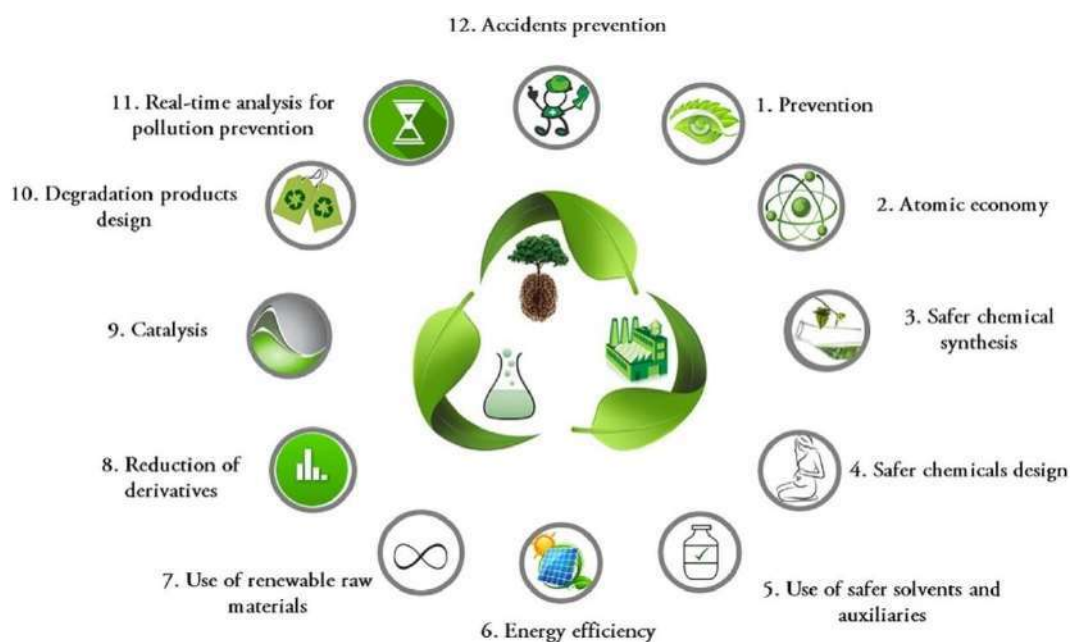 12. Accidents prevention
1. Prevention
2. Atomic economy
3. Safer chemical
synthesis
4. Safer chemicals design
5. Use of safer solvents and
auxiliaries
6. Energy efficiency
7. Use of renewable raw
materials
8. Reduction of
derivatives
9. Catalysis
10. Degradation products
design
11. Real-time analysis for
pollution prevention